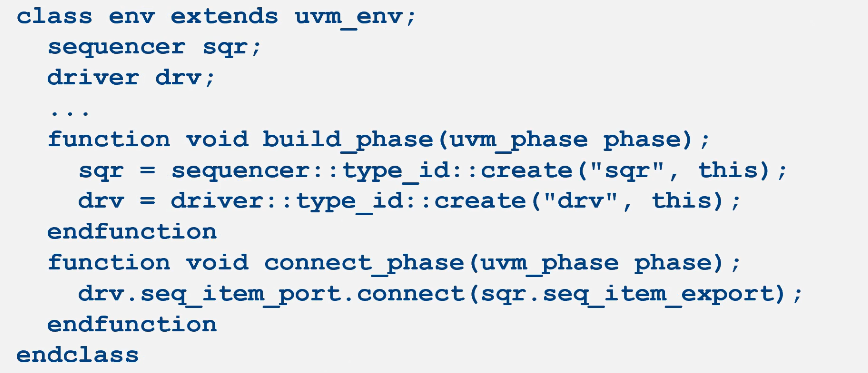 class env extends uvm_env;
  sequencer sqr;
  driver drv;
  ...
  function void build_phase(uvm_phase phase);
    sqr = sequencer::type_id::create("sqr", this);
    drv = driver::type_id::create("drv", this);
  endfunction
  function void connect_phase(uvm_phase phase);
    drv.seq_item_port.connect(sqr.seq_item_export);
  endfunction
endclass